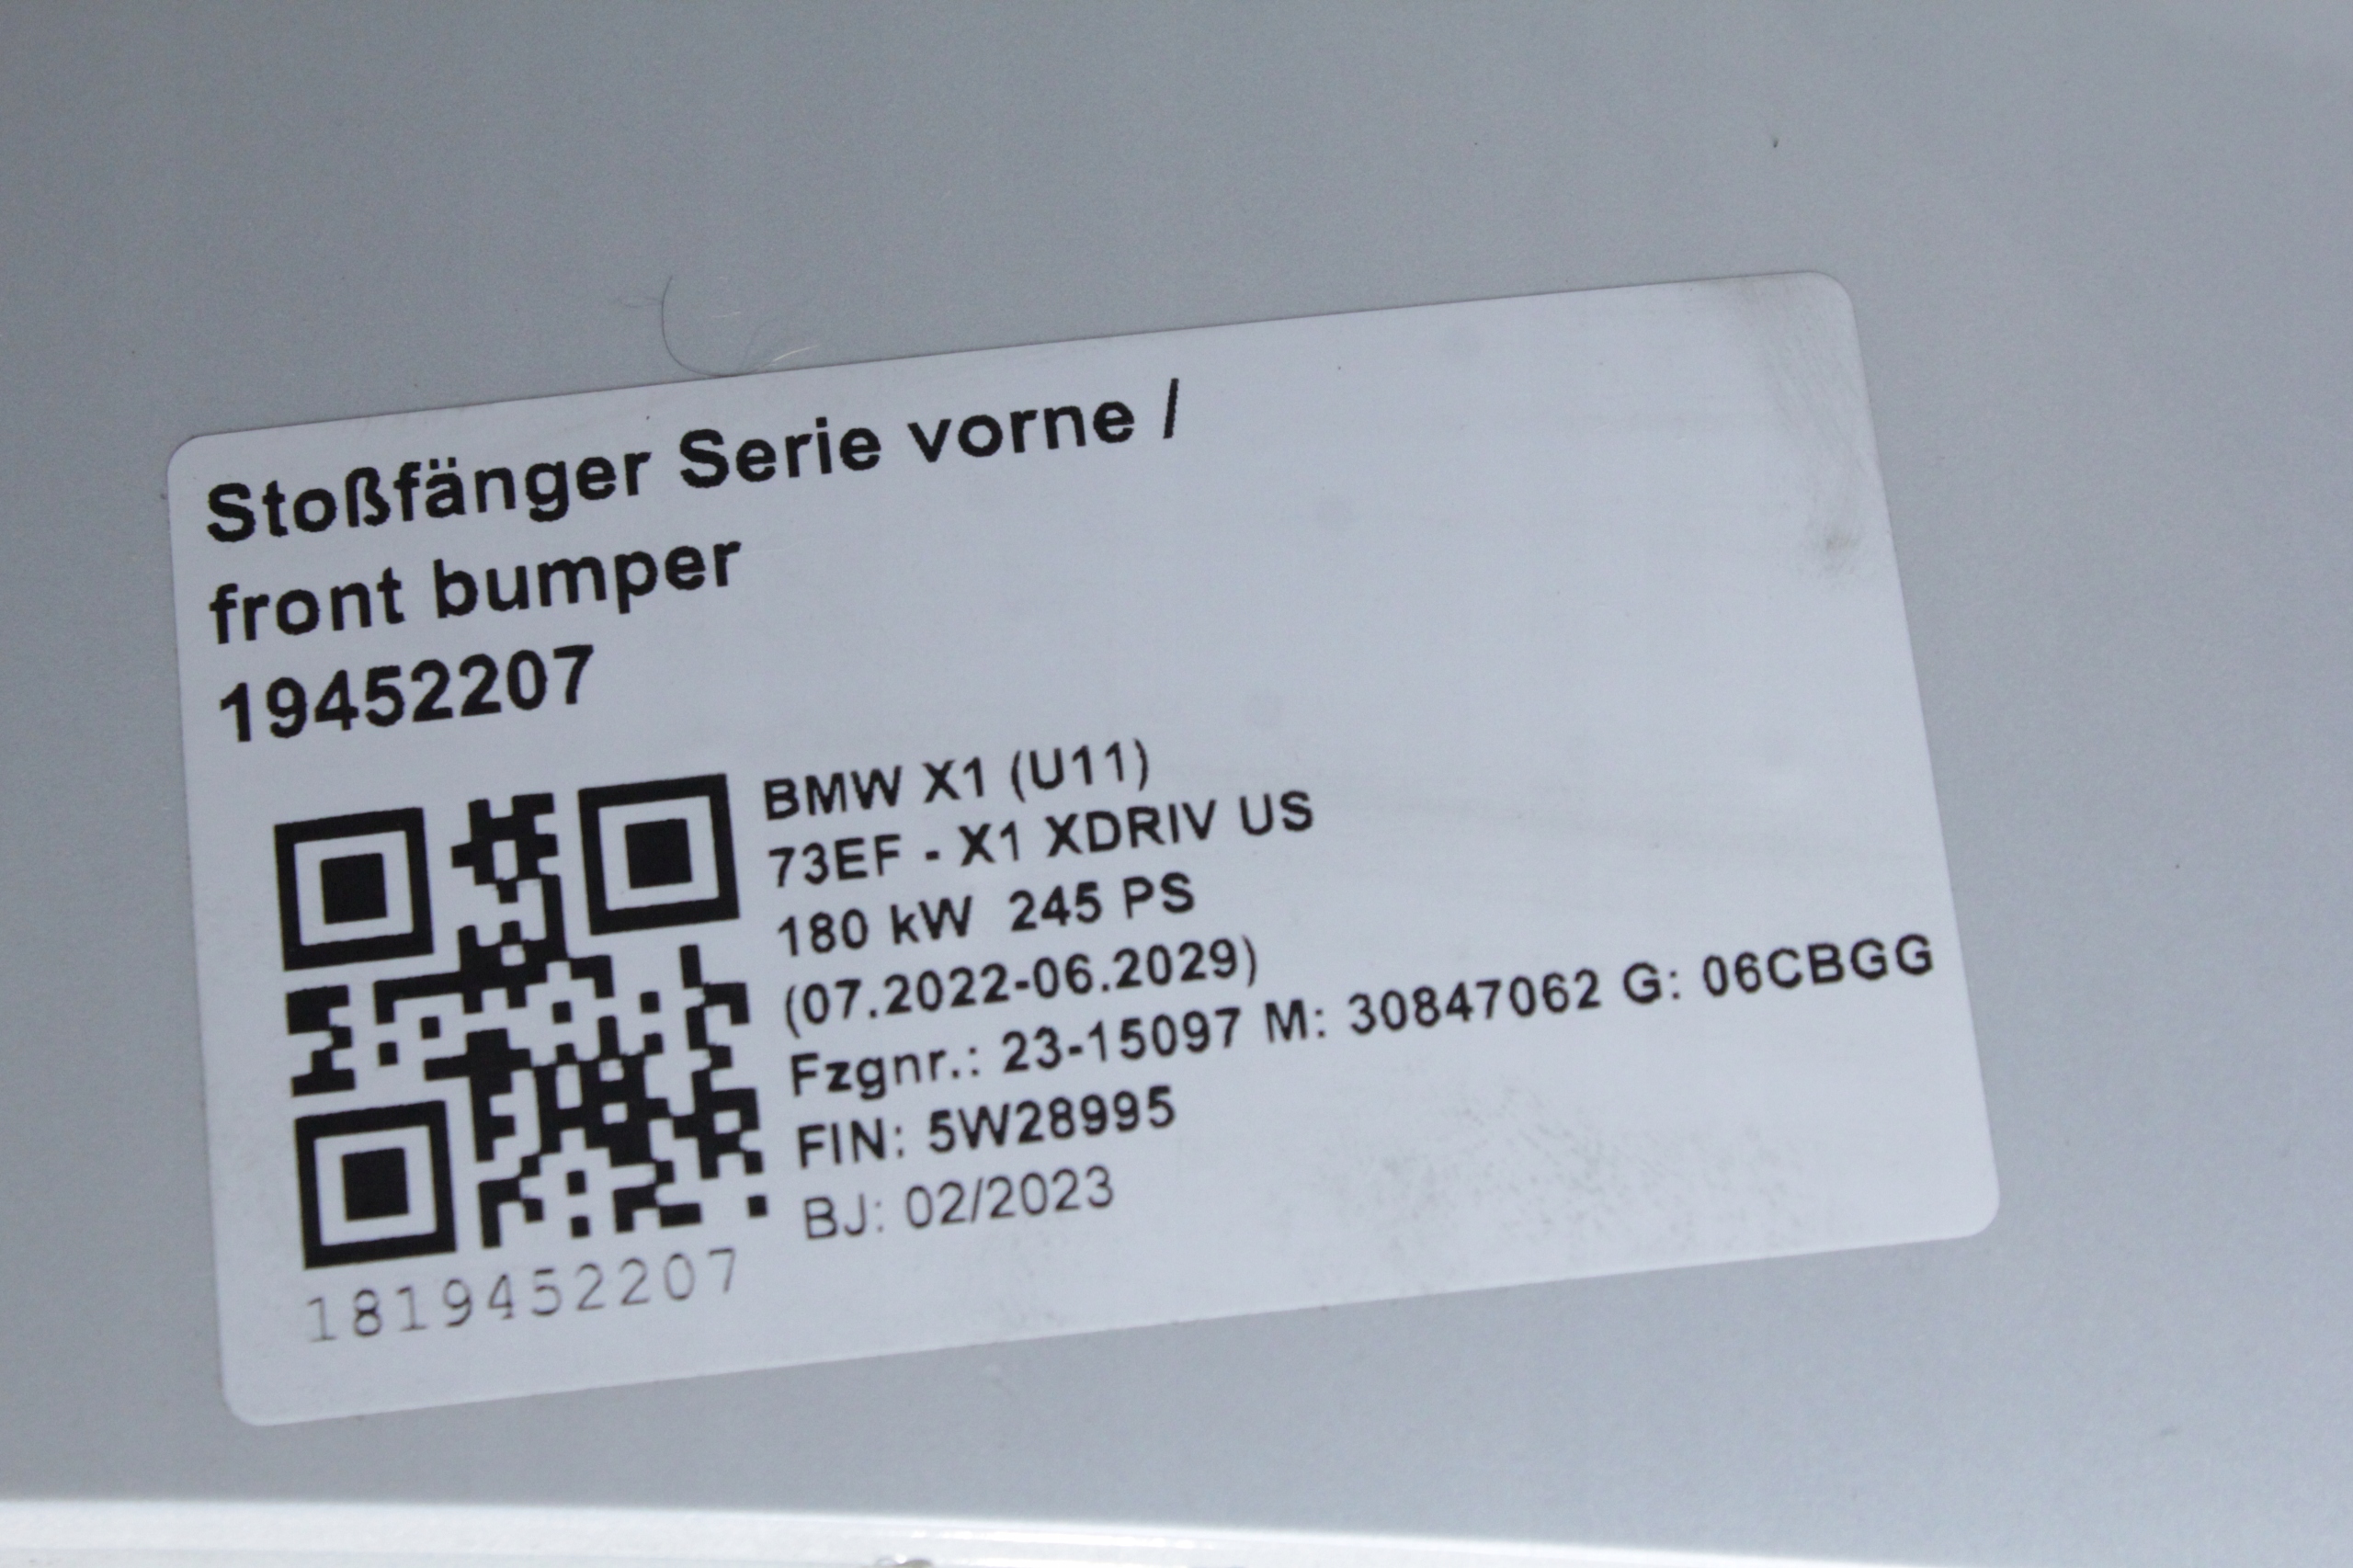 Stoßfänger Serie vorne /
front bumper
19452207
BMW X1 (U11)
73EF - X1 XDRIV US
180 kW 245 PS
(07.2022-06.2029)
Fzgnr.: 23-15097 M: 30847062 G: 06CBGG
FIN: 5W28995
BJ: 02/2023
1819452207